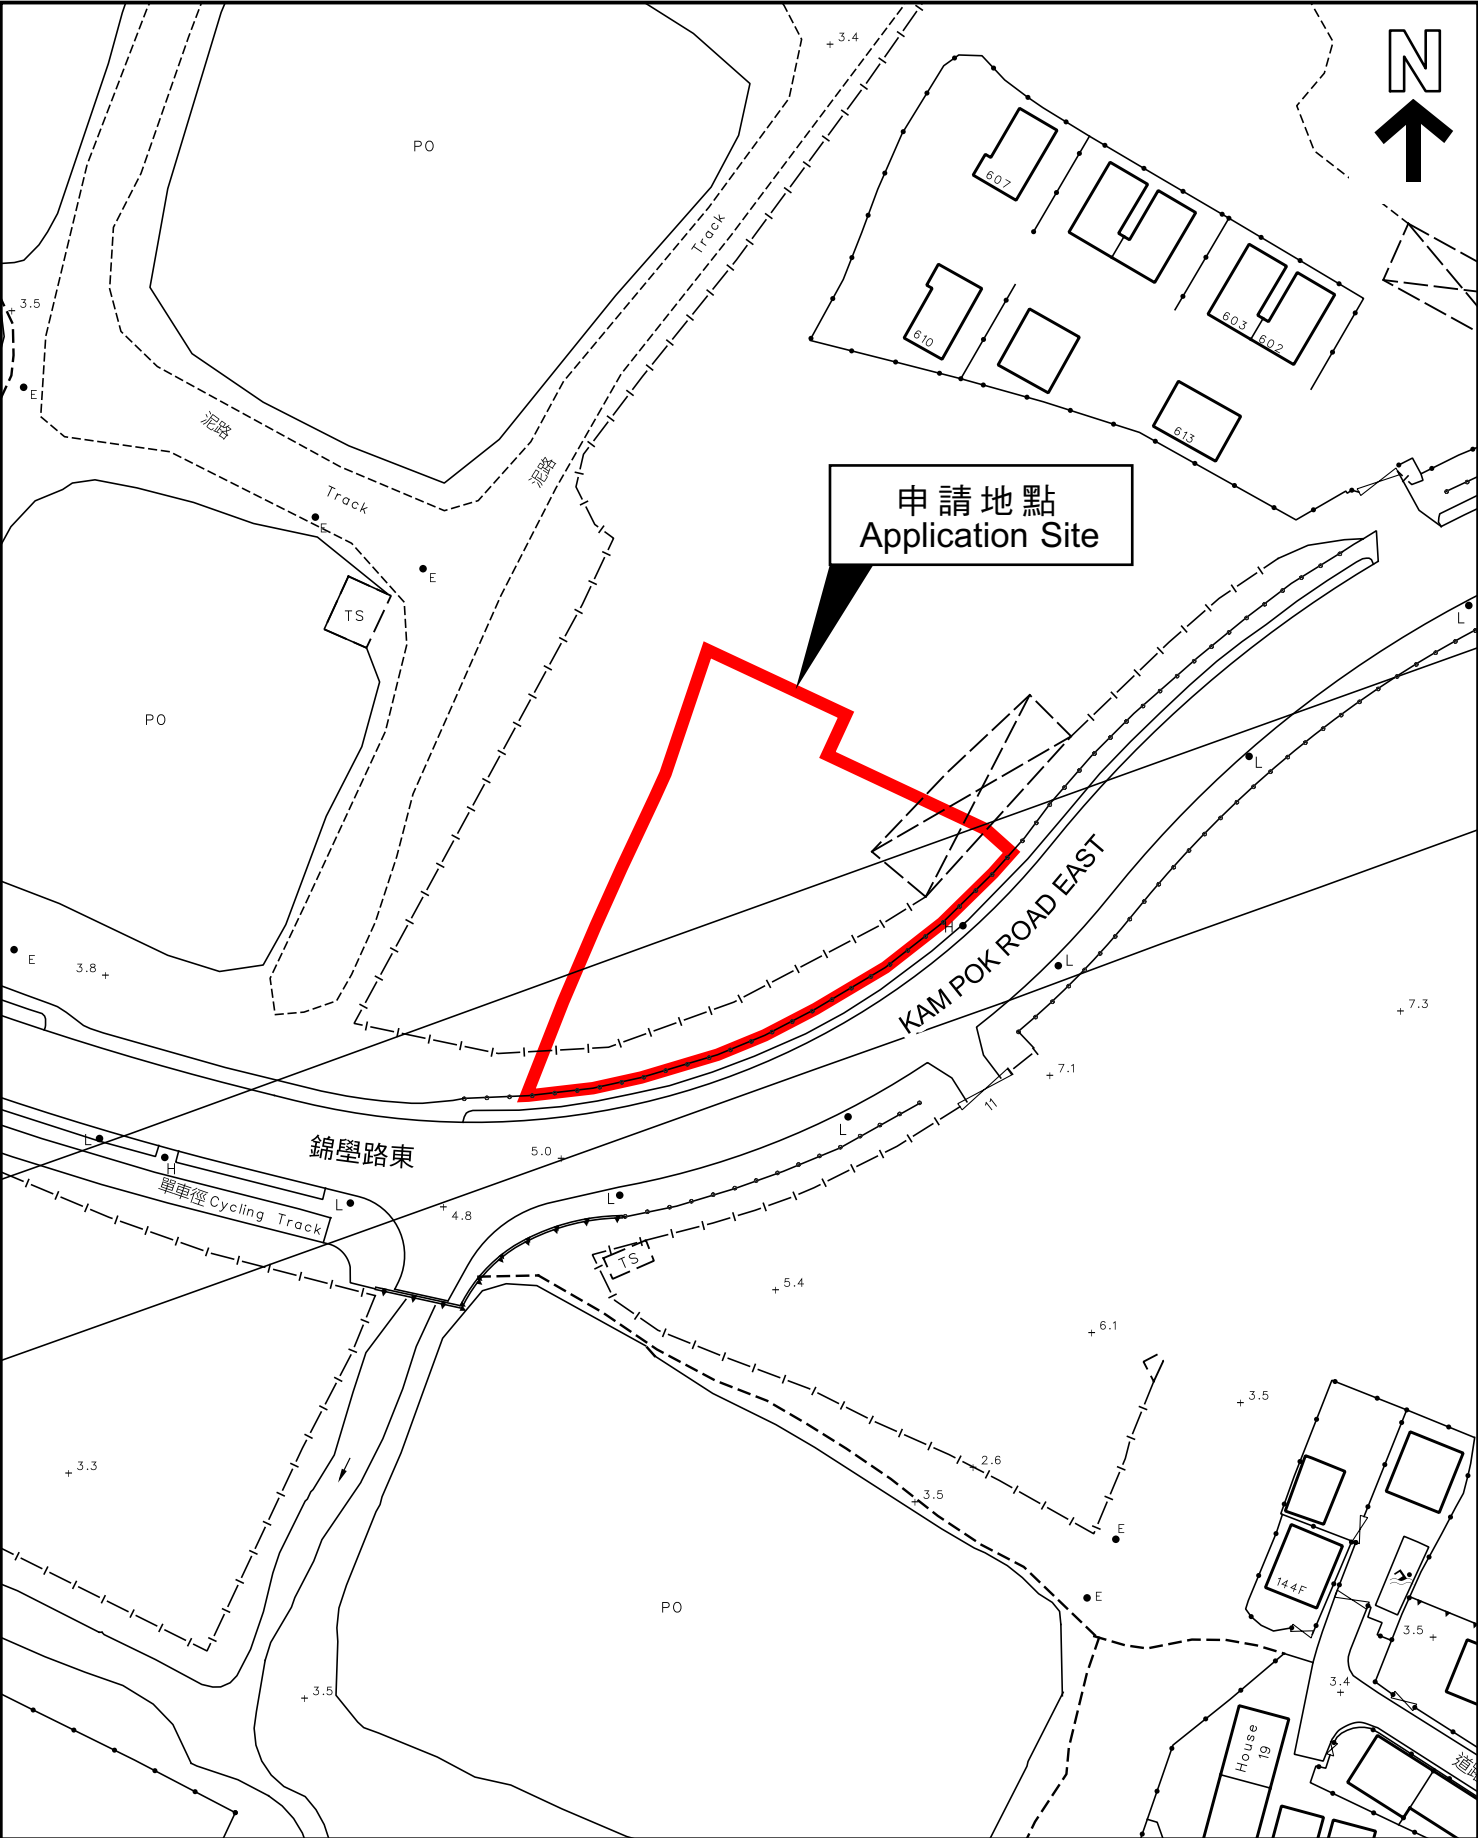 N
3.4
PO
607
Track
3.5
603
602
610
E
泥路
613
泥路
Track
E
申請地點
Application Site
E
TS
L
PO
L
KAM POK ROAD EAST
H
L
E
3.8
7.3
7.1
11
L
L
錦壆路東
5.0
H
單車徑 Cycling Track
L
L
4.8
TS
5.4
6.1
3.5
2.6
3.3
3.5
E
144F
E
PO
3.5
3.5
3.4
House
19
道路